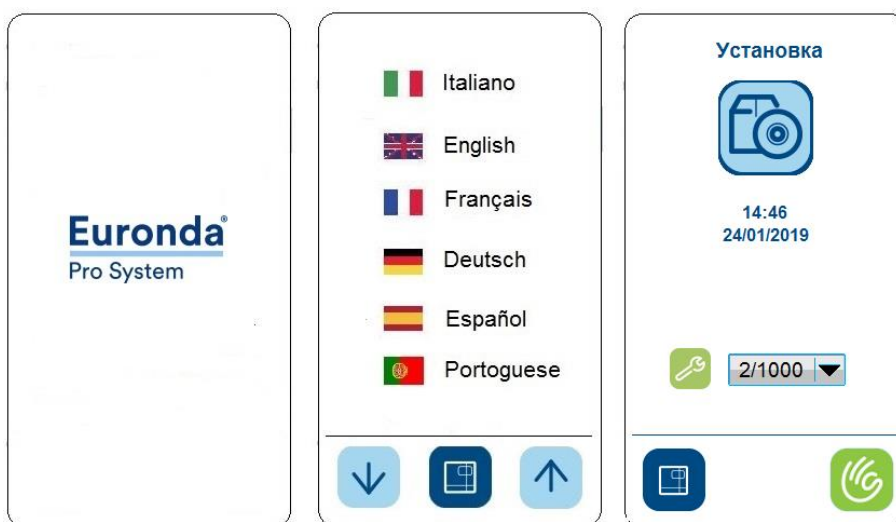 Euronda®
Pro System
Italiano
English
Français
Deutsch
Español
Portoguese
Установка
14:46
24/01/2019
2/1000